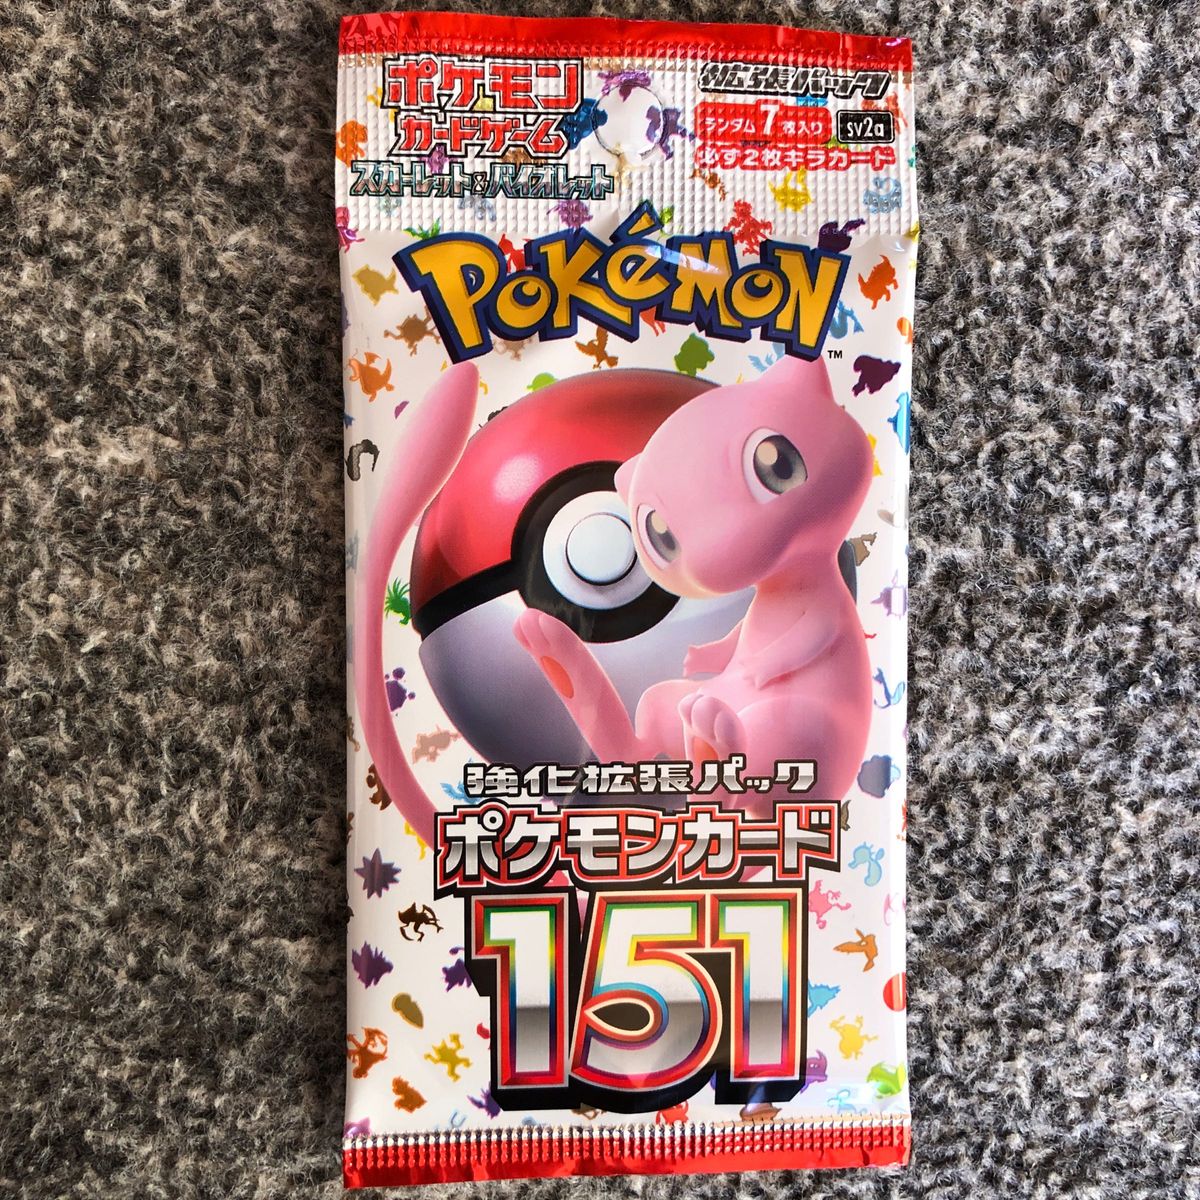 ポケモン
カードゲーム
スカーレット&バイオレット
拡張パック
ランダム7枚入り
sv2a
必ず2枚キラカード
POKéMON
TM
強化拡張パック
ポケモンカード
151